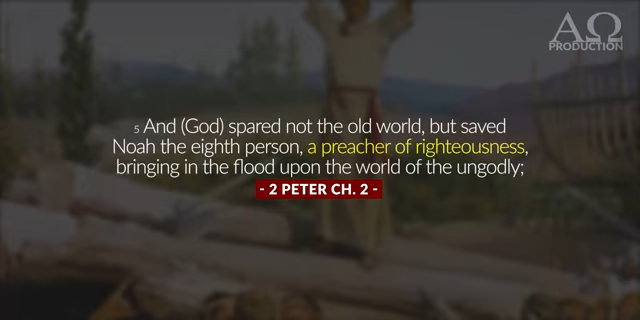 ΑΩ
PRODUCTION
5 And (God) spared not the old world, but saved
Noah the eighth person, a preacher of righteousness,
bringing in the flood upon the world of the ungodly;
- 2 PETER CH. 2 -